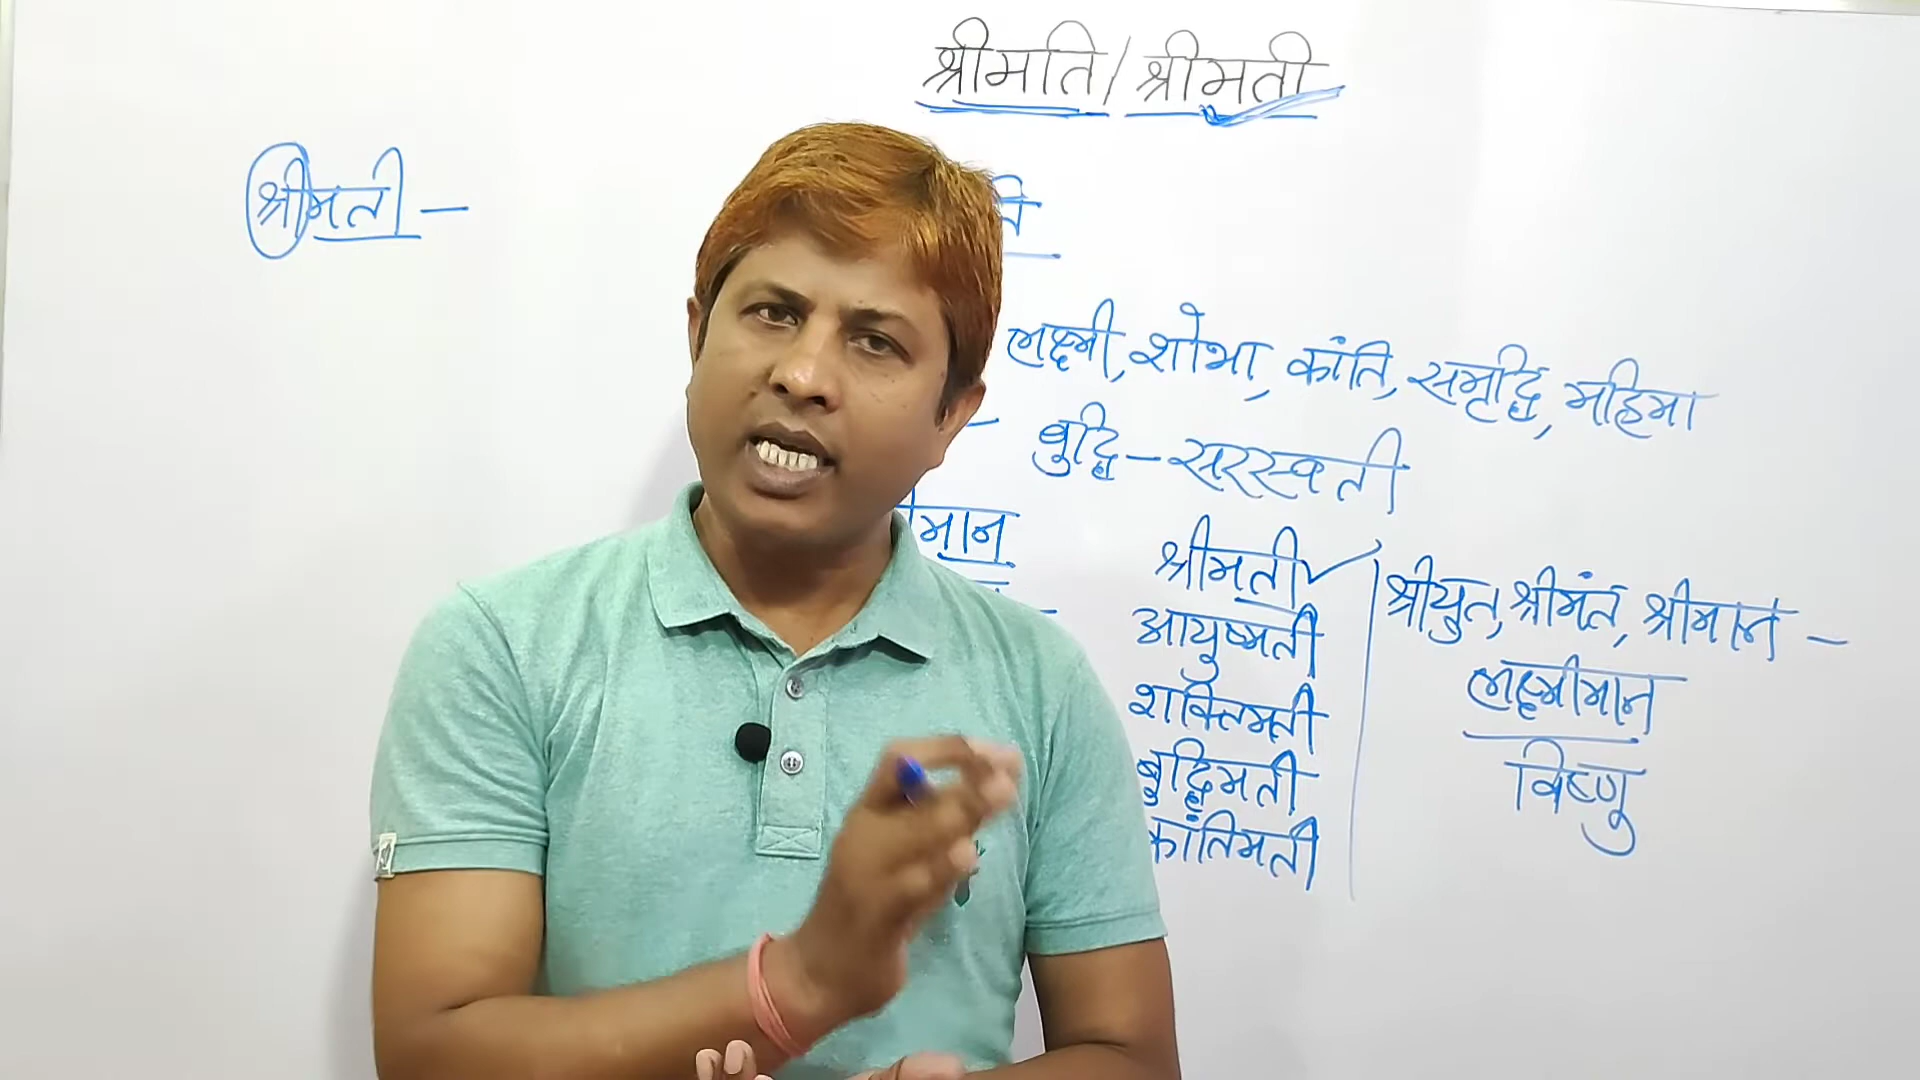 श्रीमति/श्रीमती
श्रीमती –
लक्ष्मी, शोभा, कांति, समृद्धि, महिमा
– बुद्धि – सरस्वती
मान
श्रीमती
आयुष्मती
शक्तिमती
बुद्धिमती
कांतिमती
श्रीयुत, श्रीमंत, श्रीमान –
लक्ष्मीमान
विष्णु